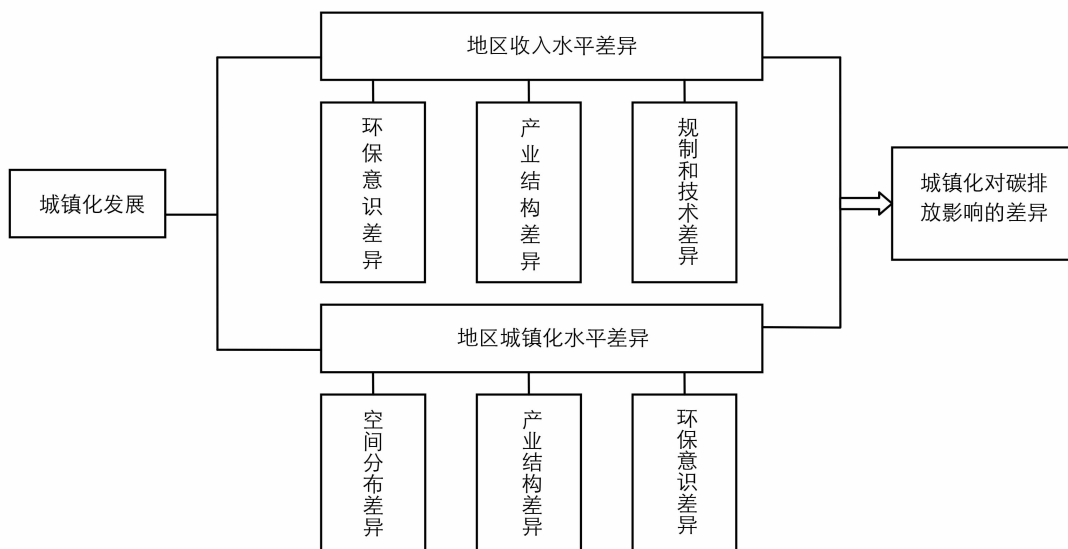 地区收入水平差异
环保意识差异
产业结构差异
规制和技术差异
城镇化发展
城镇化对碳排
放影响的差异
地区城镇化水平差异
空间分布差异
产业结构差异
环保意识差异